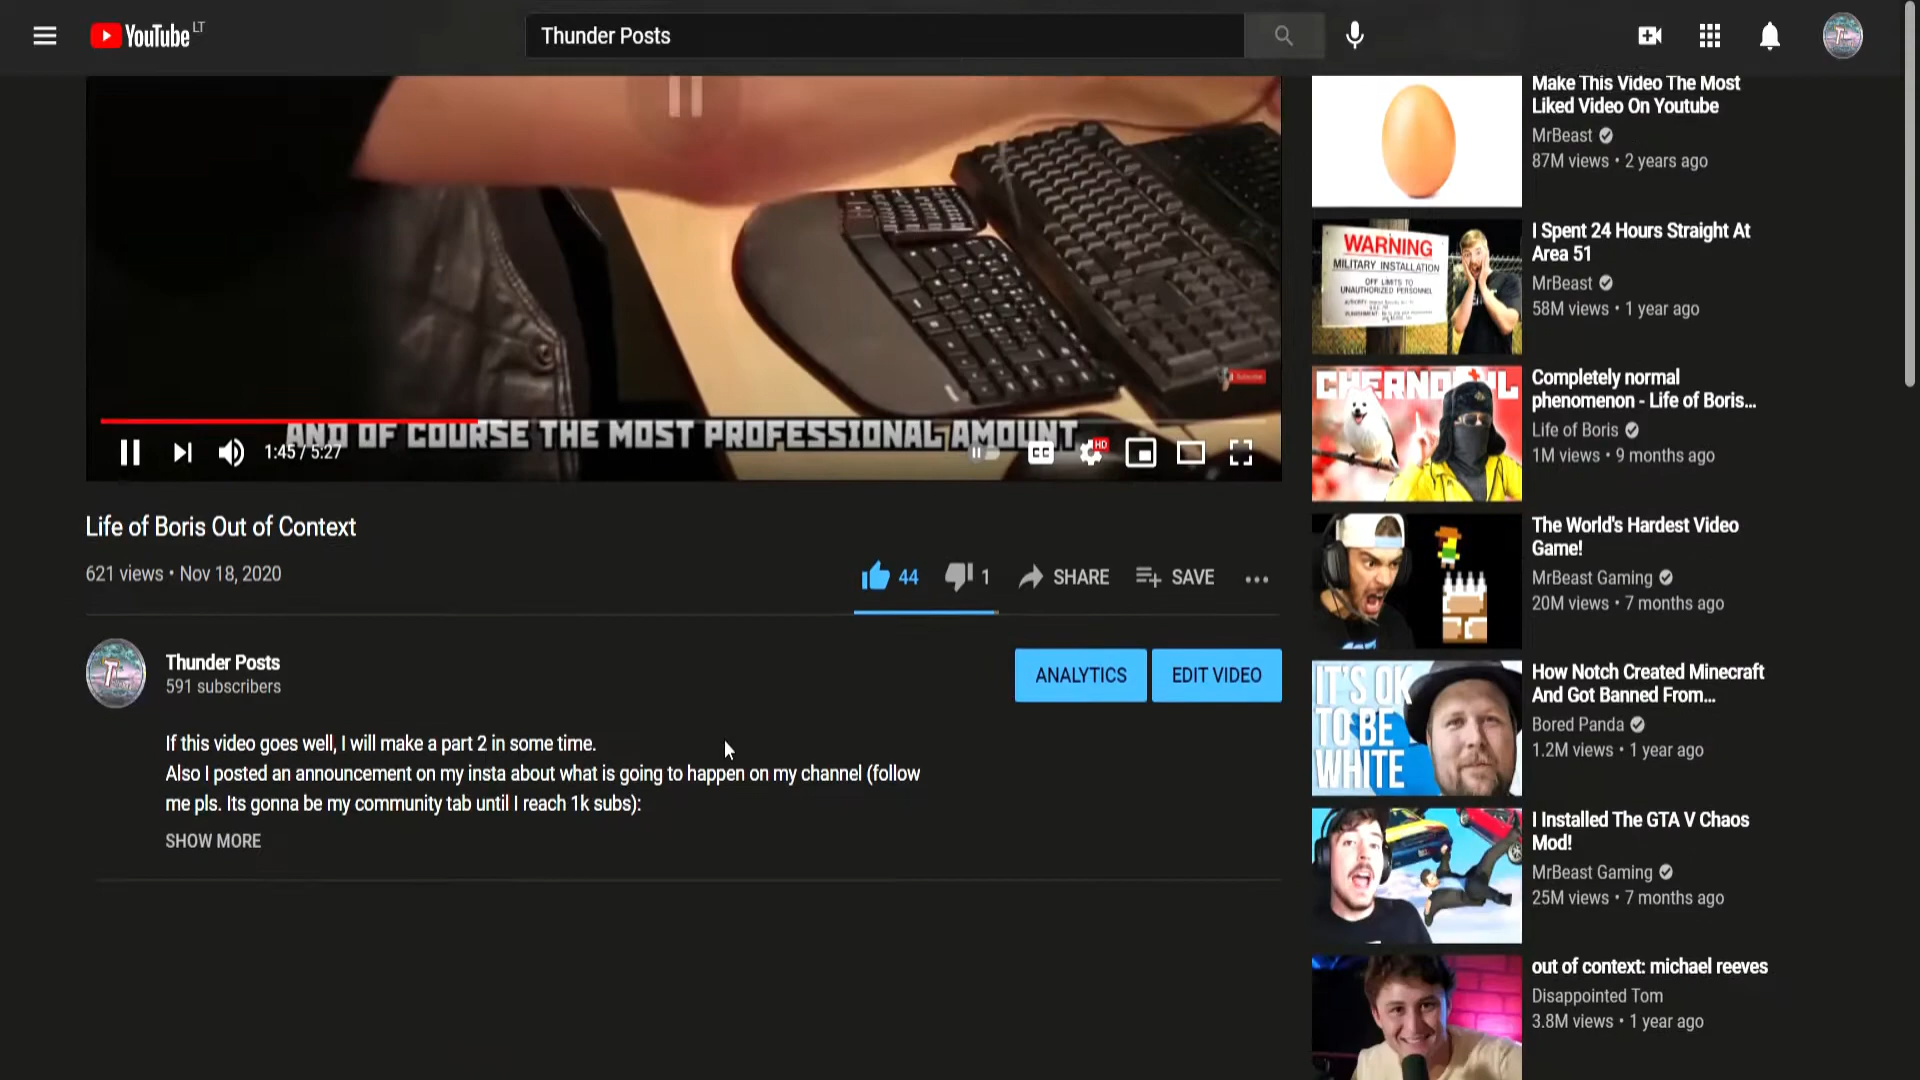 YouTube LT
Thunder Posts
AND OF COURSE THE MOST PROFESSIONAL AMOUNT
1:45 / 5:27
CC
HD
Subscribe
Life of Boris Out of Context
621 views • Nov 18, 2020
44
1
SHARE
SAVE
Thunder Posts
591 subscribers
ANALYTICS
EDIT VIDEO
If this video goes well, I will make a part 2 in some time.
Also I posted an announcement on my insta about what is going to happen on my channel (follow
me pls. Its gonna be my community tab until I reach 1k subs):
SHOW MORE
Make This Video The Most
Liked Video On Youtube
MrBeast
87M views • 2 years ago
WARNING
MILITARY INSTALLATION
OFF LIMITS TO
UNAUTHORIZED PERSONNEL
I Spent 24 Hours Straight At
Area 51
MrBeast
58M views • 1 year ago
Completely normal
phenomenon - Life of Boris...
Life of Boris
1M views • 9 months ago
The World's Hardest Video
Game!
MrBeast Gaming
20M views • 7 months ago
IT'S OK
TO BE
WHITE
How Notch Created Minecraft
And Got Banned From...
Bored Panda
1.2M views • 1 year ago
I Installed The GTA V Chaos
Mod!
MrBeast Gaming
25M views • 7 months ago
out of context: michael reeves
Disappointed Tom
3.8M views • 1 year ago